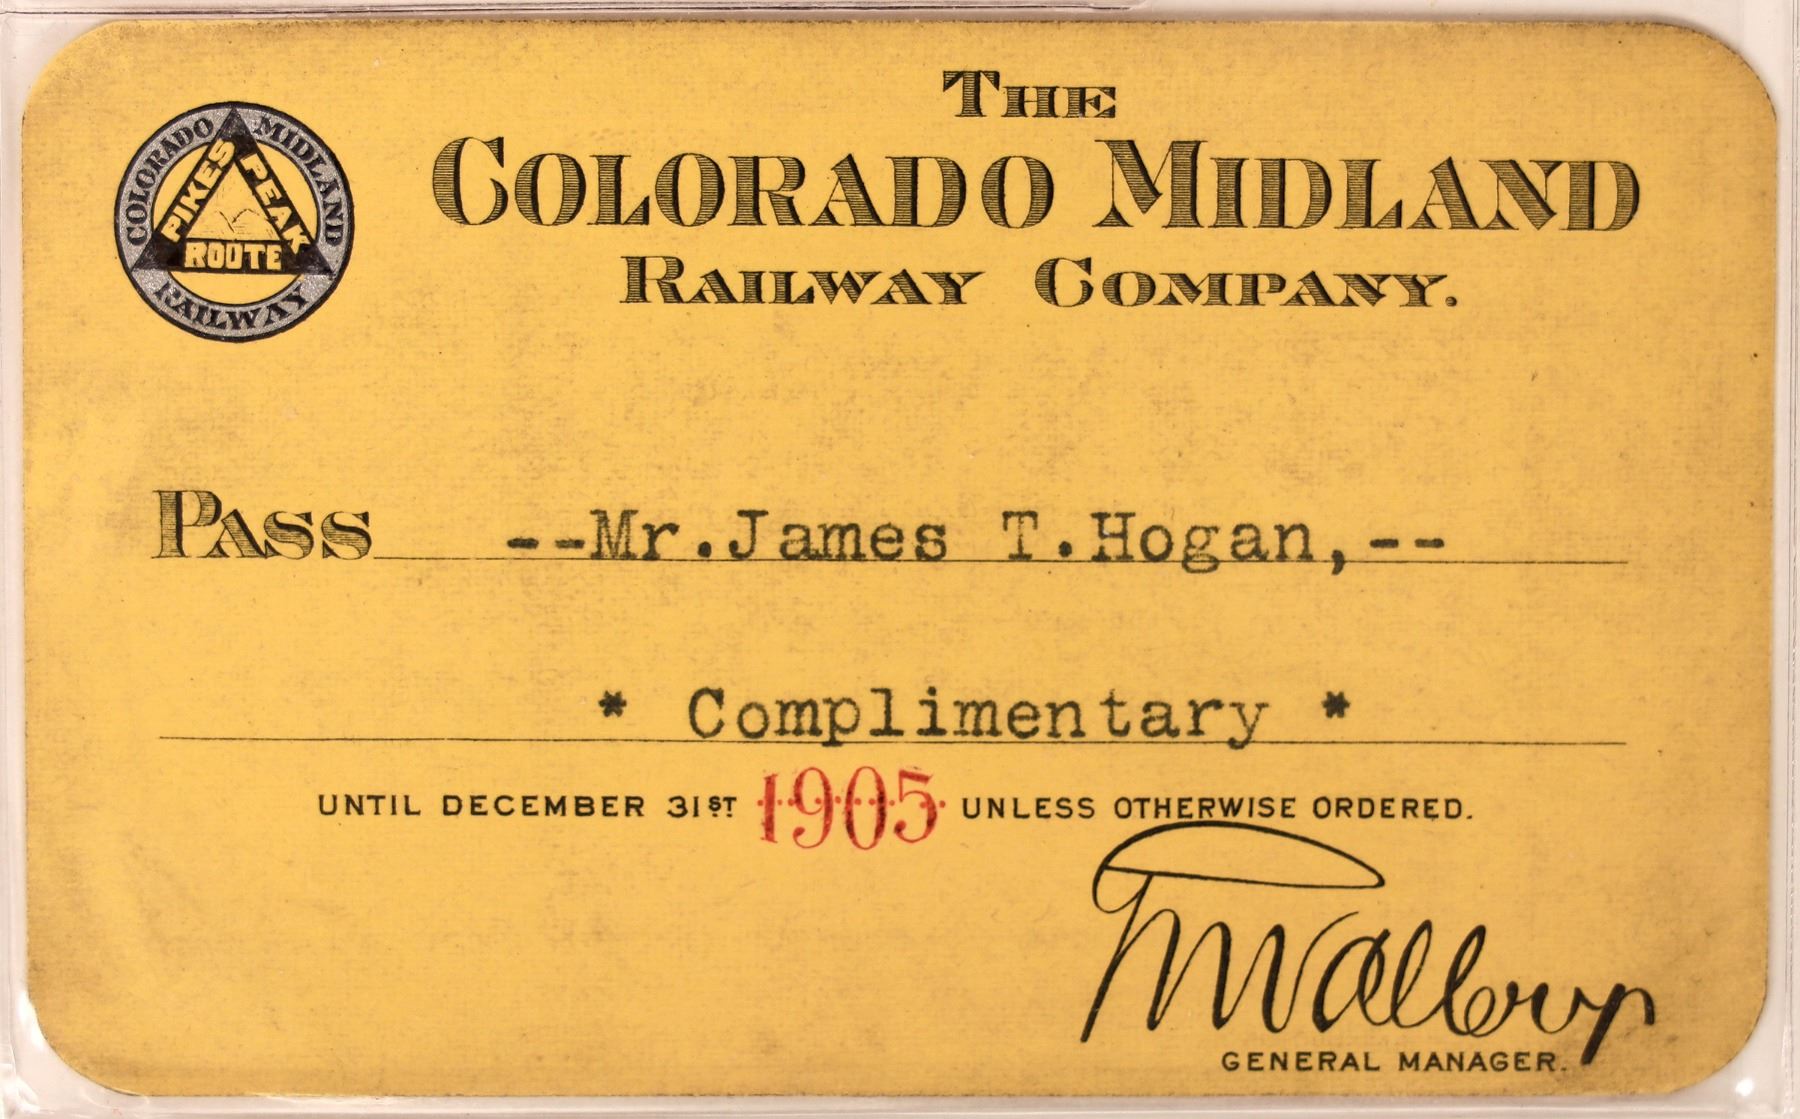 COLORADO MIDLAND RAILWAY
PIKES PEAK ROUTE
THE
COLORADO MIDLAND
RAILWAY COMPANY.
PASS --Mr.James T.Hogan,--
* Complimentary *
UNTIL DECEMBER 31ST 1905 UNLESS OTHERWISE ORDERED.
GENERAL MANAGER.